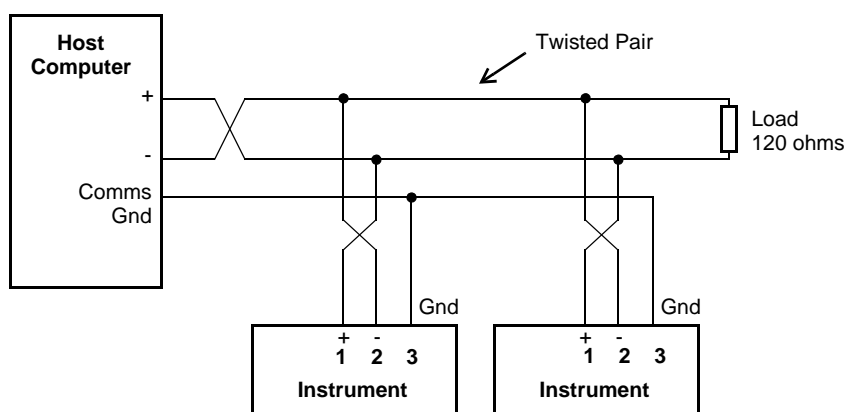 Host
Computer
Twisted Pair
+
-
Comms
Gnd
Load
120 ohms
Gnd
+ -
1 2 3
Instrument
Gnd
+ -
1 2 3
Instrument